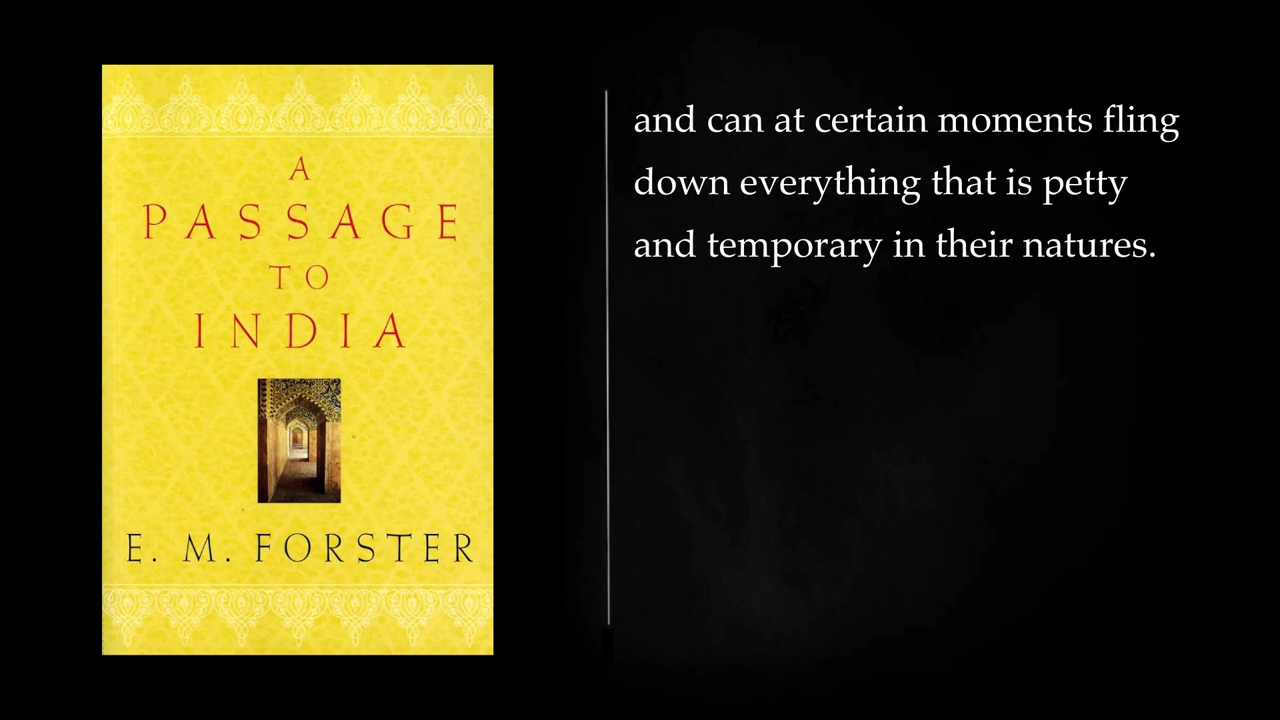 A
PASSAGE
TO
INDIA
E. M. FORSTER
and can at certain moments fling
down everything that is petty
and temporary in their natures.